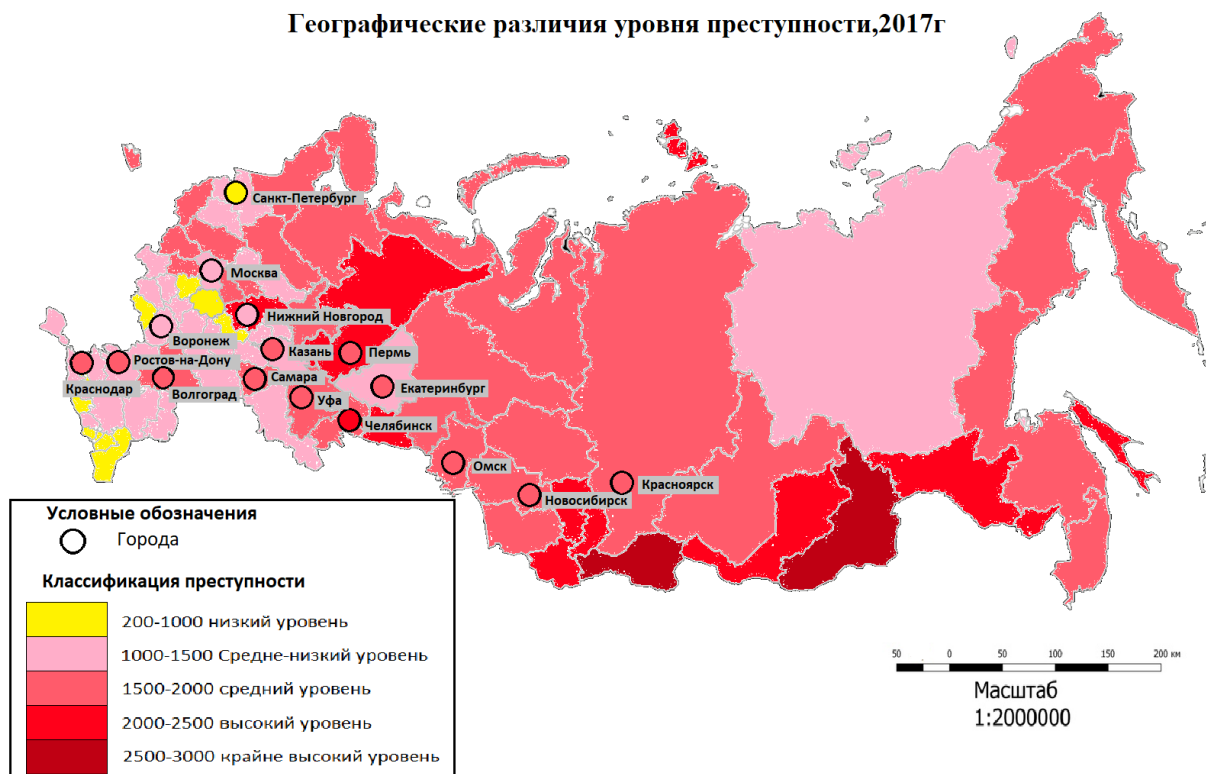 Географические различия уровня преступности,2017г
Санкт-Петербург
Москва
Нижний Новгород
Воронеж
Казань
Пермь
Ростов-на-Дону
Краснодар
Волгоград
Самара
Уфа
Екатеринбург
Челябинск
Омск
Новосибирск
Красноярск
Условные обозначения
Города
Классификация преступности
200-1000 низкий уровень
1000-1500 Средне-низкий уровень
1500-2000 средний уровень
2000-2500 высокий уровень
2500-3000 крайне высокий уровень
50 0 50 100 150 200 км
Масштаб
1:2000000